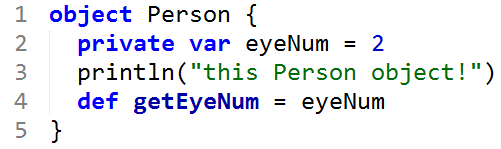 1 object Person {
2   private var eyeNum = 2
3   println("this Person object!")
4   def getEyeNum = eyeNum
5 }